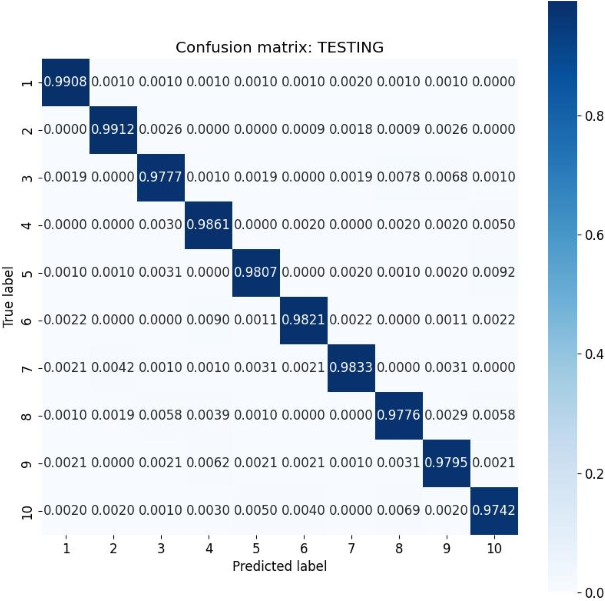 Confusion matrix: TESTING
1 -0.9908 0.0010 0.0010 0.0010 0.0010 0.0010 0.0020 0.0010 0.0010 0.0000
2 -0.0000 0.9912 0.0026 0.0000 0.0000 0.0009 0.0018 0.0009 0.0026 0.0000
3 -0.0019 0.0000 0.9777 0.0010 0.0019 0.0000 0.0019 0.0078 0.0068 0.0010
4 -0.0000 0.0000 0.0030 0.9861 0.0000 0.0020 0.0000 0.0020 0.0020 0.0050
5 -0.0010 0.0010 0.0031 0.0000 0.9807 0.0000 0.0020 0.0010 0.0020 0.0092
6 -0.0022 0.0000 0.0000 0.0090 0.0011 0.9821 0.0022 0.0000 0.0011 0.0022
7 -0.0021 0.0042 0.0010 0.0010 0.0031 0.0021 0.9833 0.0000 0.0031 0.0000
8 -0.0010 0.0019 0.0058 0.0039 0.0010 0.0000 0.0000 0.9776 0.0029 0.0058
9 -0.0021 0.0000 0.0021 0.0062 0.0021 0.0021 0.0010 0.0031 0.9795 0.0021
10 -0.0020 0.0020 0.0010 0.0030 0.0050 0.0040 0.0000 0.0069 0.0020 0.9742
1 2 3 4 5 6 7 8 9 10
Predicted label
True label
0.8
0.6
0.4
0.2
0.0